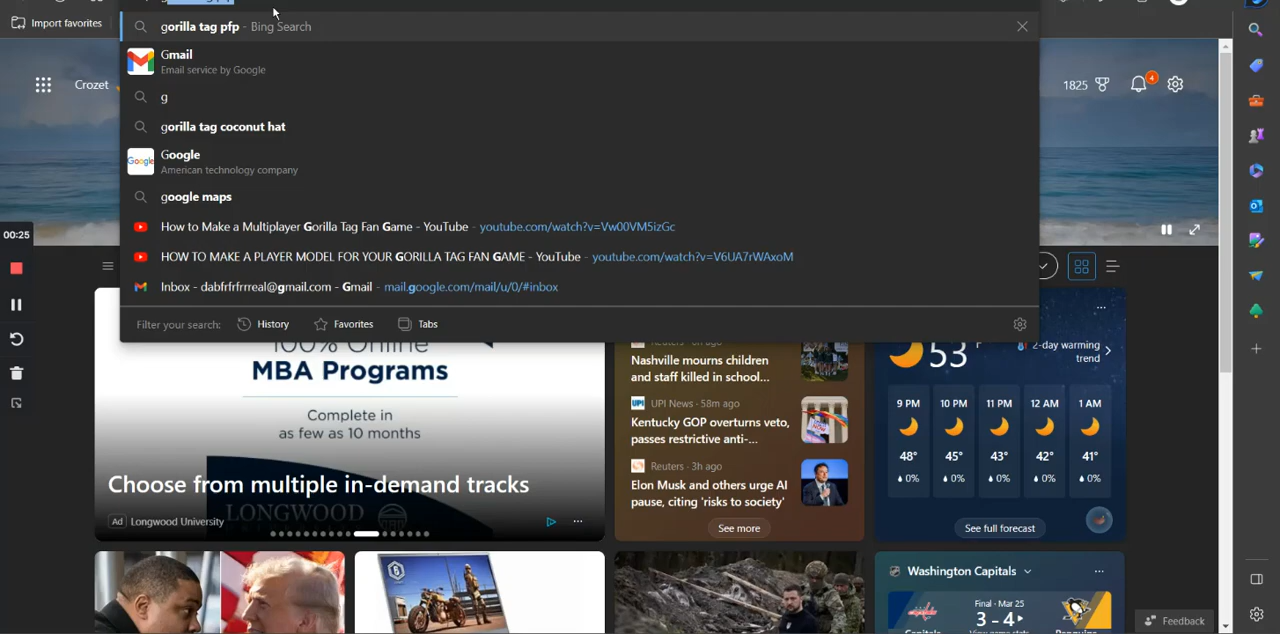 Import favorites
gorilla tag pfp - Bing Search
Gmail
Email service by Google
g
gorilla tag coconut hat
Google
Google
American technology company
google maps
How to Make a Multiplayer Gorilla Tag Fan Game - YouTube - youtube.com/watch?v=Vw00VM5izGc
HOW TO MAKE A PLAYER MODEL FOR YOUR GORILLA TAG FAN GAME - YouTube - youtube.com/watch?v=V6UA7rWAxoM
Inbox - dabfrfrfrreal@gmail.com - Gmail - mail.google.com/mail/u/0/#inbox
Filter your search: History Favorites Tabs
Crozet
1825
4
00:25
100% Online
MBA Programs
Complete in
as few as 10 months
LONGWOOD
Choose from multiple in-demand tracks
Ad Longwood University
Nashville mourns children
and staff killed in school...
UPI UPI News · 58m ago
Kentucky GOP overturns veto,
passes restrictive anti-...
Reuters · 3h ago
Elon Musk and others urge AI
pause, citing 'risks to society'
See more
53 F
2-day warming
trend
9 PM 10 PM 11 PM 12 AM 1 AM
48° 45° 43° 42° 41°
0% 0% 0% 0% 0%
See full forecast
Washington Capitals
Final · Mar 25
3 - 4
Feedback